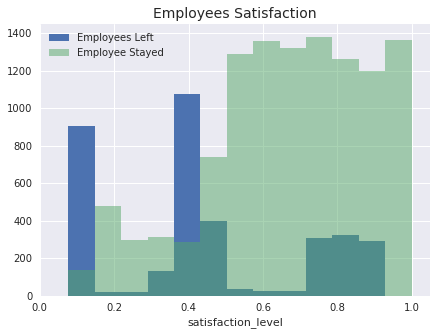 Employees Satisfaction
Employees Left
Employee Stayed
1400
1200
1000
800
600
400
200
0
0.0 0.2 0.4 0.6 0.8 1.0
satisfaction_level